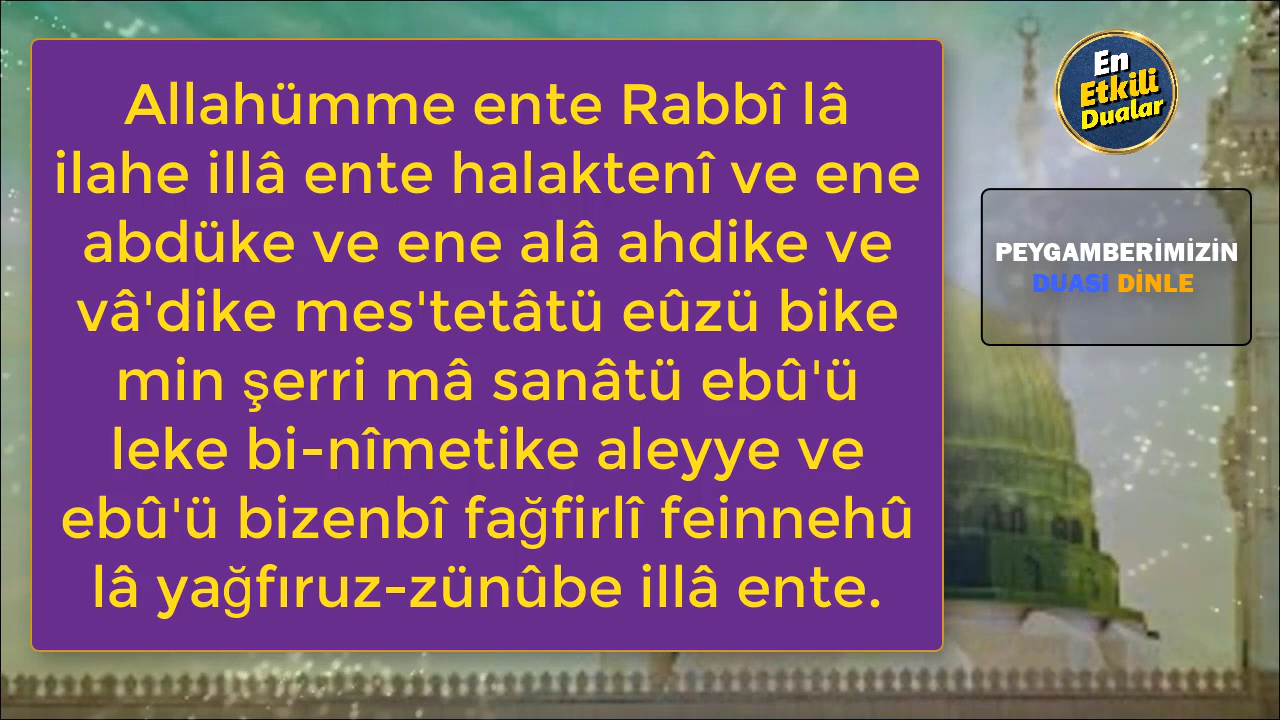 Allahümme ente Rabbî lâ
ilahe illâ ente halaktenî ve ene
abdüke ve ene alâ ahdike ve
vâ'dike mes'tetâtü eûzü bike
min şerri mâ sanâtü ebû'ü
leke bi-nîmetike aleyye ve
ebû'ü bizenbî fağfirlî feinnehû
lâ yağfıruz-zünûbe illâ ente.
En
Etkili
Dualar
PEYGAMBERİMİZİN
DUASI DİNLE